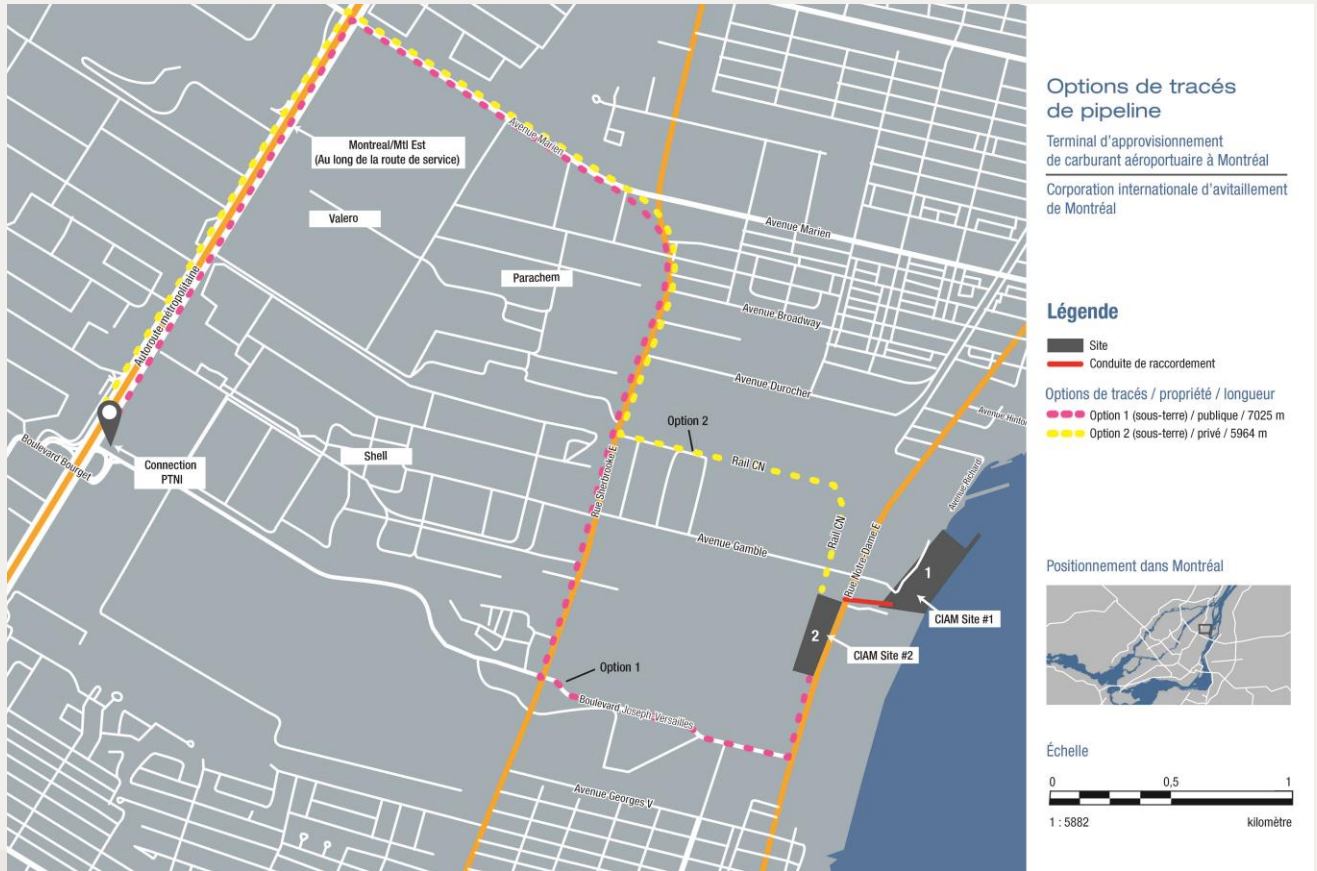 Options de tracés
de pipeline
Terminal d'approvisionnement
de carburant aéroportuaire à Montréal
Corporation internationale d'avitaillement
de Montréal
Légende
Site
Conduite de raccordement
Options de tracés / propriété / longueur
Option 1 (sous-terre) / publique / 7025 m
Option 2 (sous-terre) / privé / 5964 m
Positionnement dans Montréal
Échelle
0 0,5 1
1 : 5882 kilomètre
Avenue Marien
Montreal/Mtl Est
(Au long de la route de service)
Valero
Avenue Marien
Parachem
Autoroute métropolitaine
Avenue Broadway
Avenue Durocher
Avenue Hinton
Option 2
Boulevard Bourget
Connection
PTNI
Shell
Rue Sherbrooke E
Rail CN
Avenue Richard
Rail CN
Rue Notre-Dame E
Avenue Gamble
1
CIAM Site #1
2
CIAM Site #2
Option 1
Boulevard Joseph Versailles
Avenue Georges V